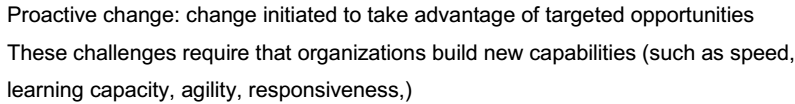 Proactive change: change initiated to take advantage of targeted opportunities
These challenges require that organizations build new capabilities (such as speed,
learning capacity, agility, responsiveness,)